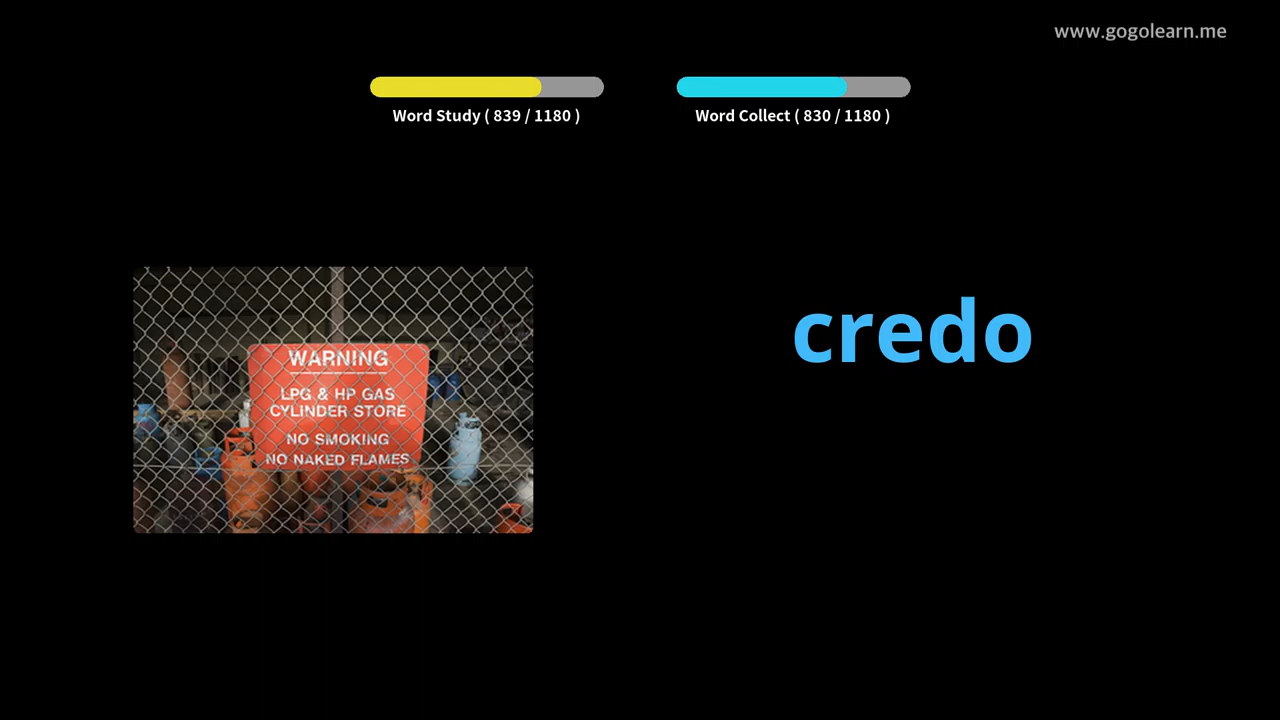 www.gogolearn.me
Word Study ( 839 / 1180 )
Word Collect ( 830 / 1180 )
WARNING
LPG & HP GAS
CYLINDER STORE
NO SMOKING
NO NAKED FLAMES
credo